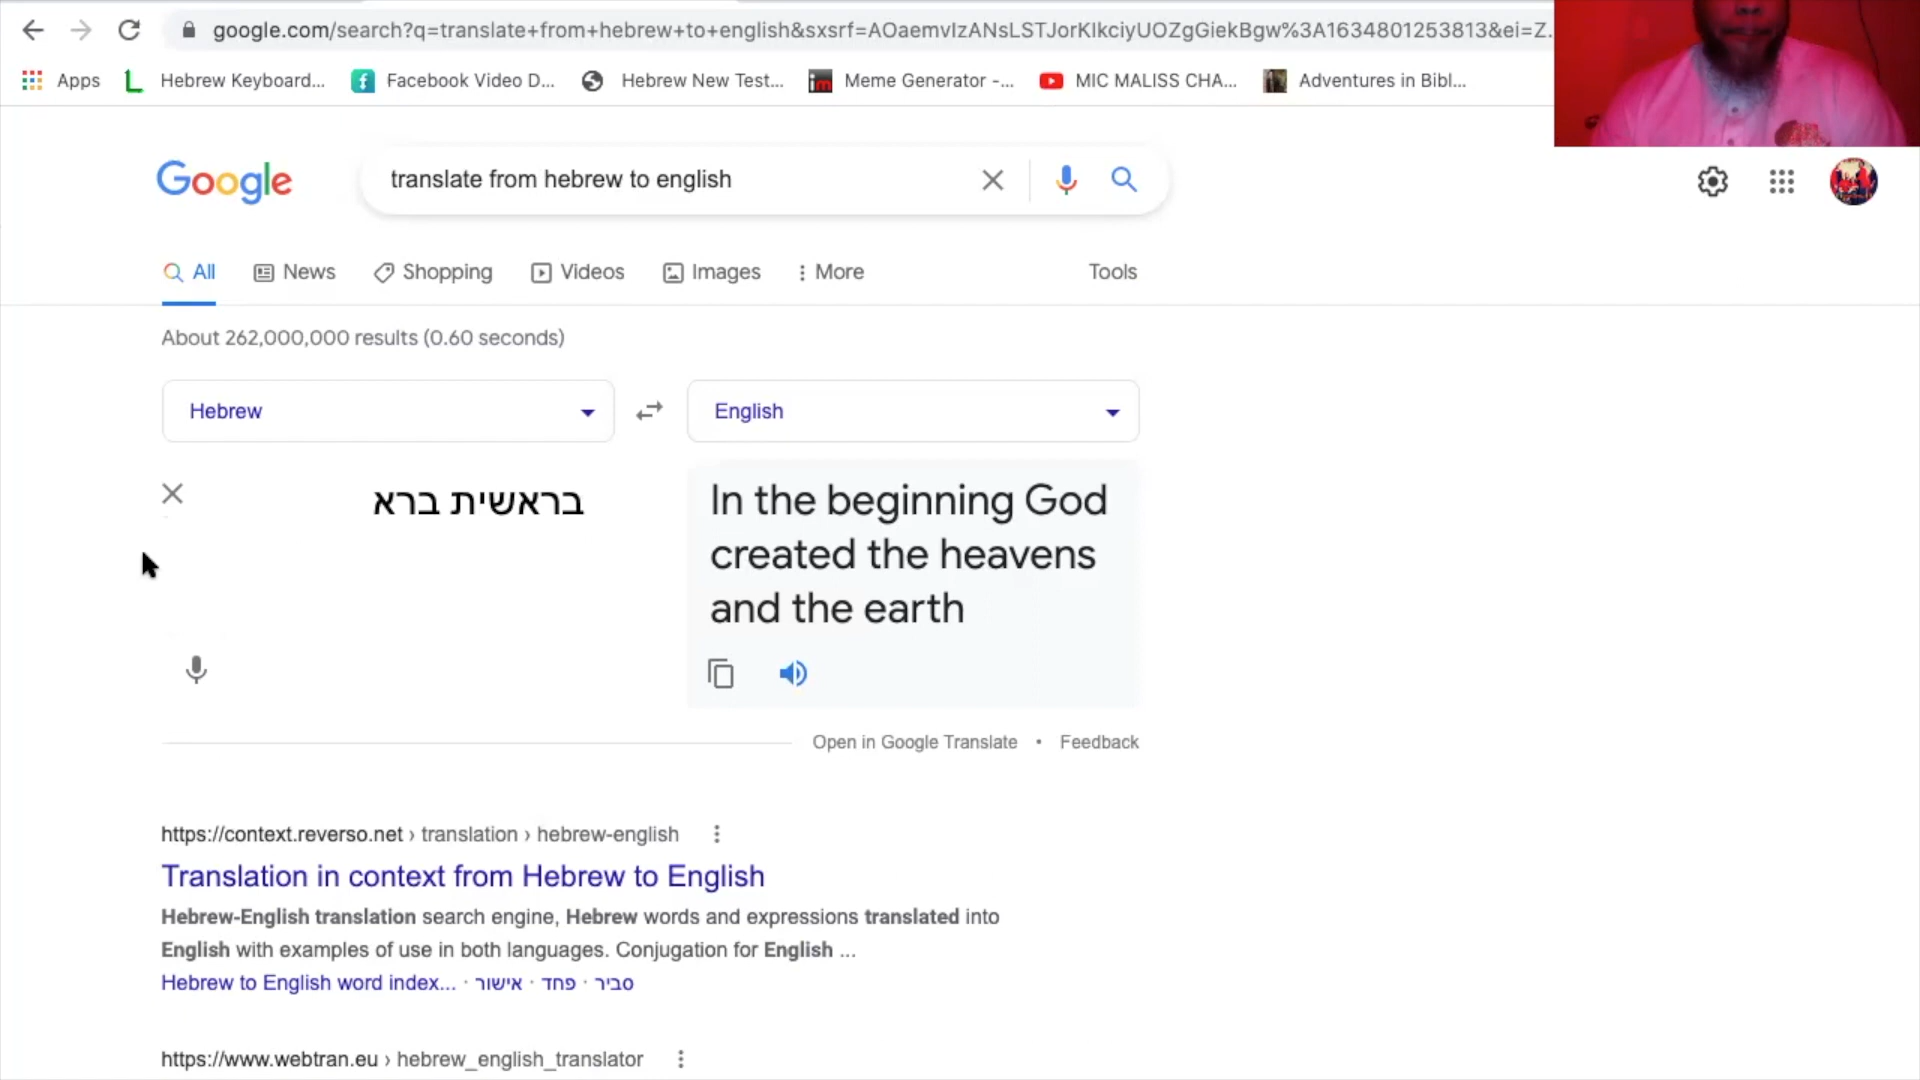 google.com/search?q=translate+from+hebrew+to+english&sxsrf=AOaemvIzANsLSTJorKIkciyUOZgGiekBgw%3A1634801253813&ei=Z...
Apps Hebrew Keyboard... Facebook Video D... Hebrew New Test... Meme Generator -... MIC MALISS CHA... Adventures in Bibl...
Google translate from hebrew to english
All News Shopping Videos Images More Tools
About 262,000,000 results (0.60 seconds)
Hebrew English
בראשית ברא
In the beginning God
created the heavens
and the earth
Open in Google Translate • Feedback
https://context.reverso.net › translation › hebrew-english
Translation in context from Hebrew to English
Hebrew-English translation search engine, Hebrew words and expressions translated into
English with examples of use in both languages. Conjugation for English ...
Hebrew to English word index... · אישור · פחד · סביר
https://www.webtran.eu › hebrew_english_translator